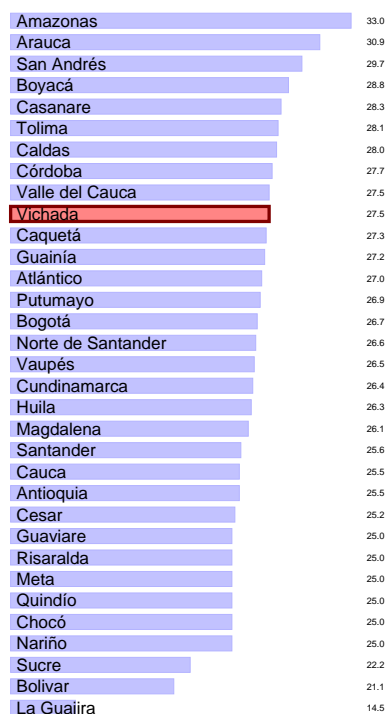 Amazonas 33.0
Arauca 30.9
San Andrés 29.7
Boyacá 28.8
Casanare 28.3
Tolima 28.1
Caldas 28.0
Córdoba 27.7
Valle del Cauca 27.5
Vichada 27.5
Caquetá 27.3
Guainía 27.2
Atlántico 27.0
Putumayo 26.9
Bogotá 26.7
Norte de Santander 26.6
Vaupés 26.5
Cundinamarca 26.4
Huila 26.3
Magdalena 26.1
Santander 25.6
Cauca 25.5
Antioquia 25.5
Cesar 25.2
Guaviare 25.0
Risaralda 25.0
Meta 25.0
Quindío 25.0
Chocó 25.0
Nariño 25.0
Sucre 22.2
Bolivar 21.1
La Guajira 14.5